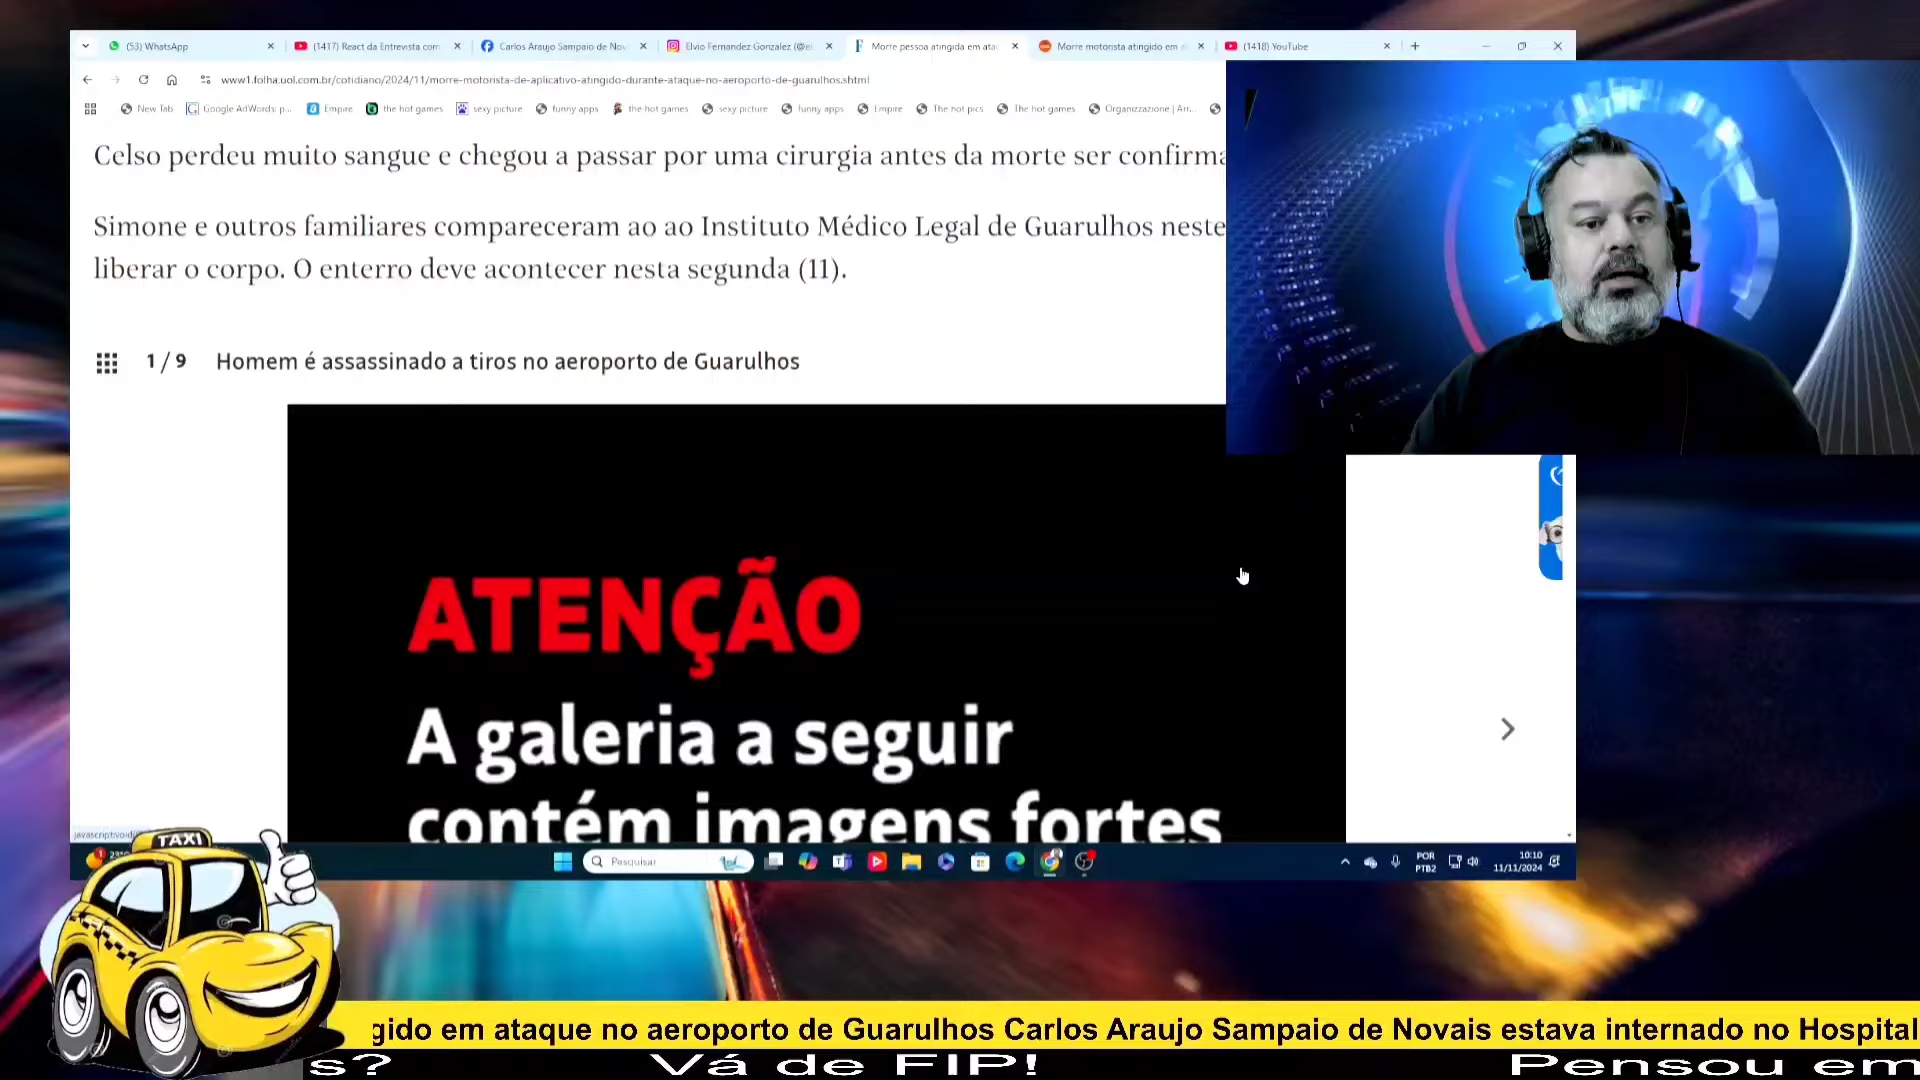 (53) WhatsApp
(1417) React da Entrevista com
Carlos Araujo Sampaio de Nov
Elvio Fernandez Gonzalez (@el
Morre pessoa atingida em ata
Morre motorista atingido em a
(1418) YouTube
www1.folha.uol.com.br/cotidiano/2024/11/morre-motorista-de-aplicativo-atingido-durante-ataque-no-aeroporto-de-guarulhos.shtml
New Tab
Google AdWords: p...
Empire
the hot games
sexy picture
funny apps
the hot games
sexy picture
funny apps
Empire
The hot pics
The hot games
Organizzazione | Arr...
Celso perdeu muito sangue e chegou a passar por uma cirurgia antes da morte ser confirma
Simone e outros familiares compareceram ao ao Instituto Médico Legal de Guarulhos neste
liberar o corpo. O enterro deve acontecer nesta segunda (11).
1 / 9 Homem é assassinado a tiros no aeroporto de Guarulhos
ATENÇÃO
A galeria a seguir
contém imagens fortes
TAXI
Pesquisar
POR
PTB2
10:10
11/11/2024
gido em ataque no aeroporto de Guarulhos Carlos Araujo Sampaio de Novais estava internado no Hospital
s? Vá de FIP! Pensou em